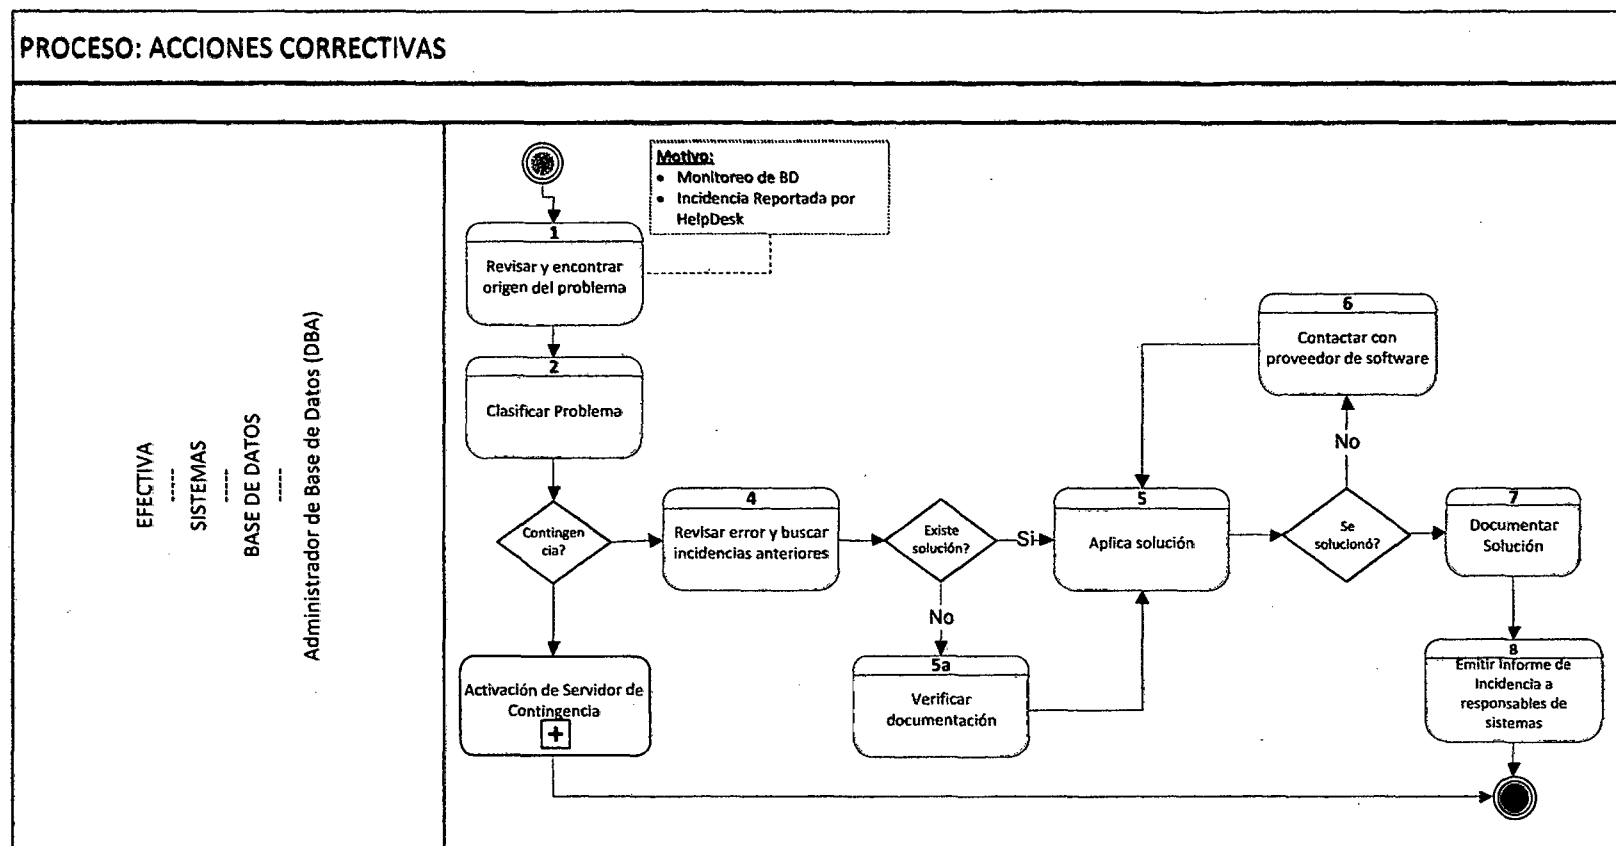 PROCESO: ACCIONES CORRECTIVAS
EFECTIVA
-----
SISTEMAS
-----
BASE DE DATOS
-----
Administrador de Base de Datos (DBA)
Motivo:
• Monitoreo de BD
• Incidencia Reportada por
HelpDesk
1
Revisar y encontrar
origen del problema
2
Clasificar Problema
Contingen
cia?
Activación de Servidor de
Contingencia
+
4
Revisar error y buscar
incidencias anteriores
Existe
solución?
Si
No
5a
Verificar
documentación
5
Aplica solución
Se
solucionó?
No
6
Contactar con
proveedor de software
7
Documentar
Solución
8
Emitir Informe de
Incidencia a
responsables de
sistemas